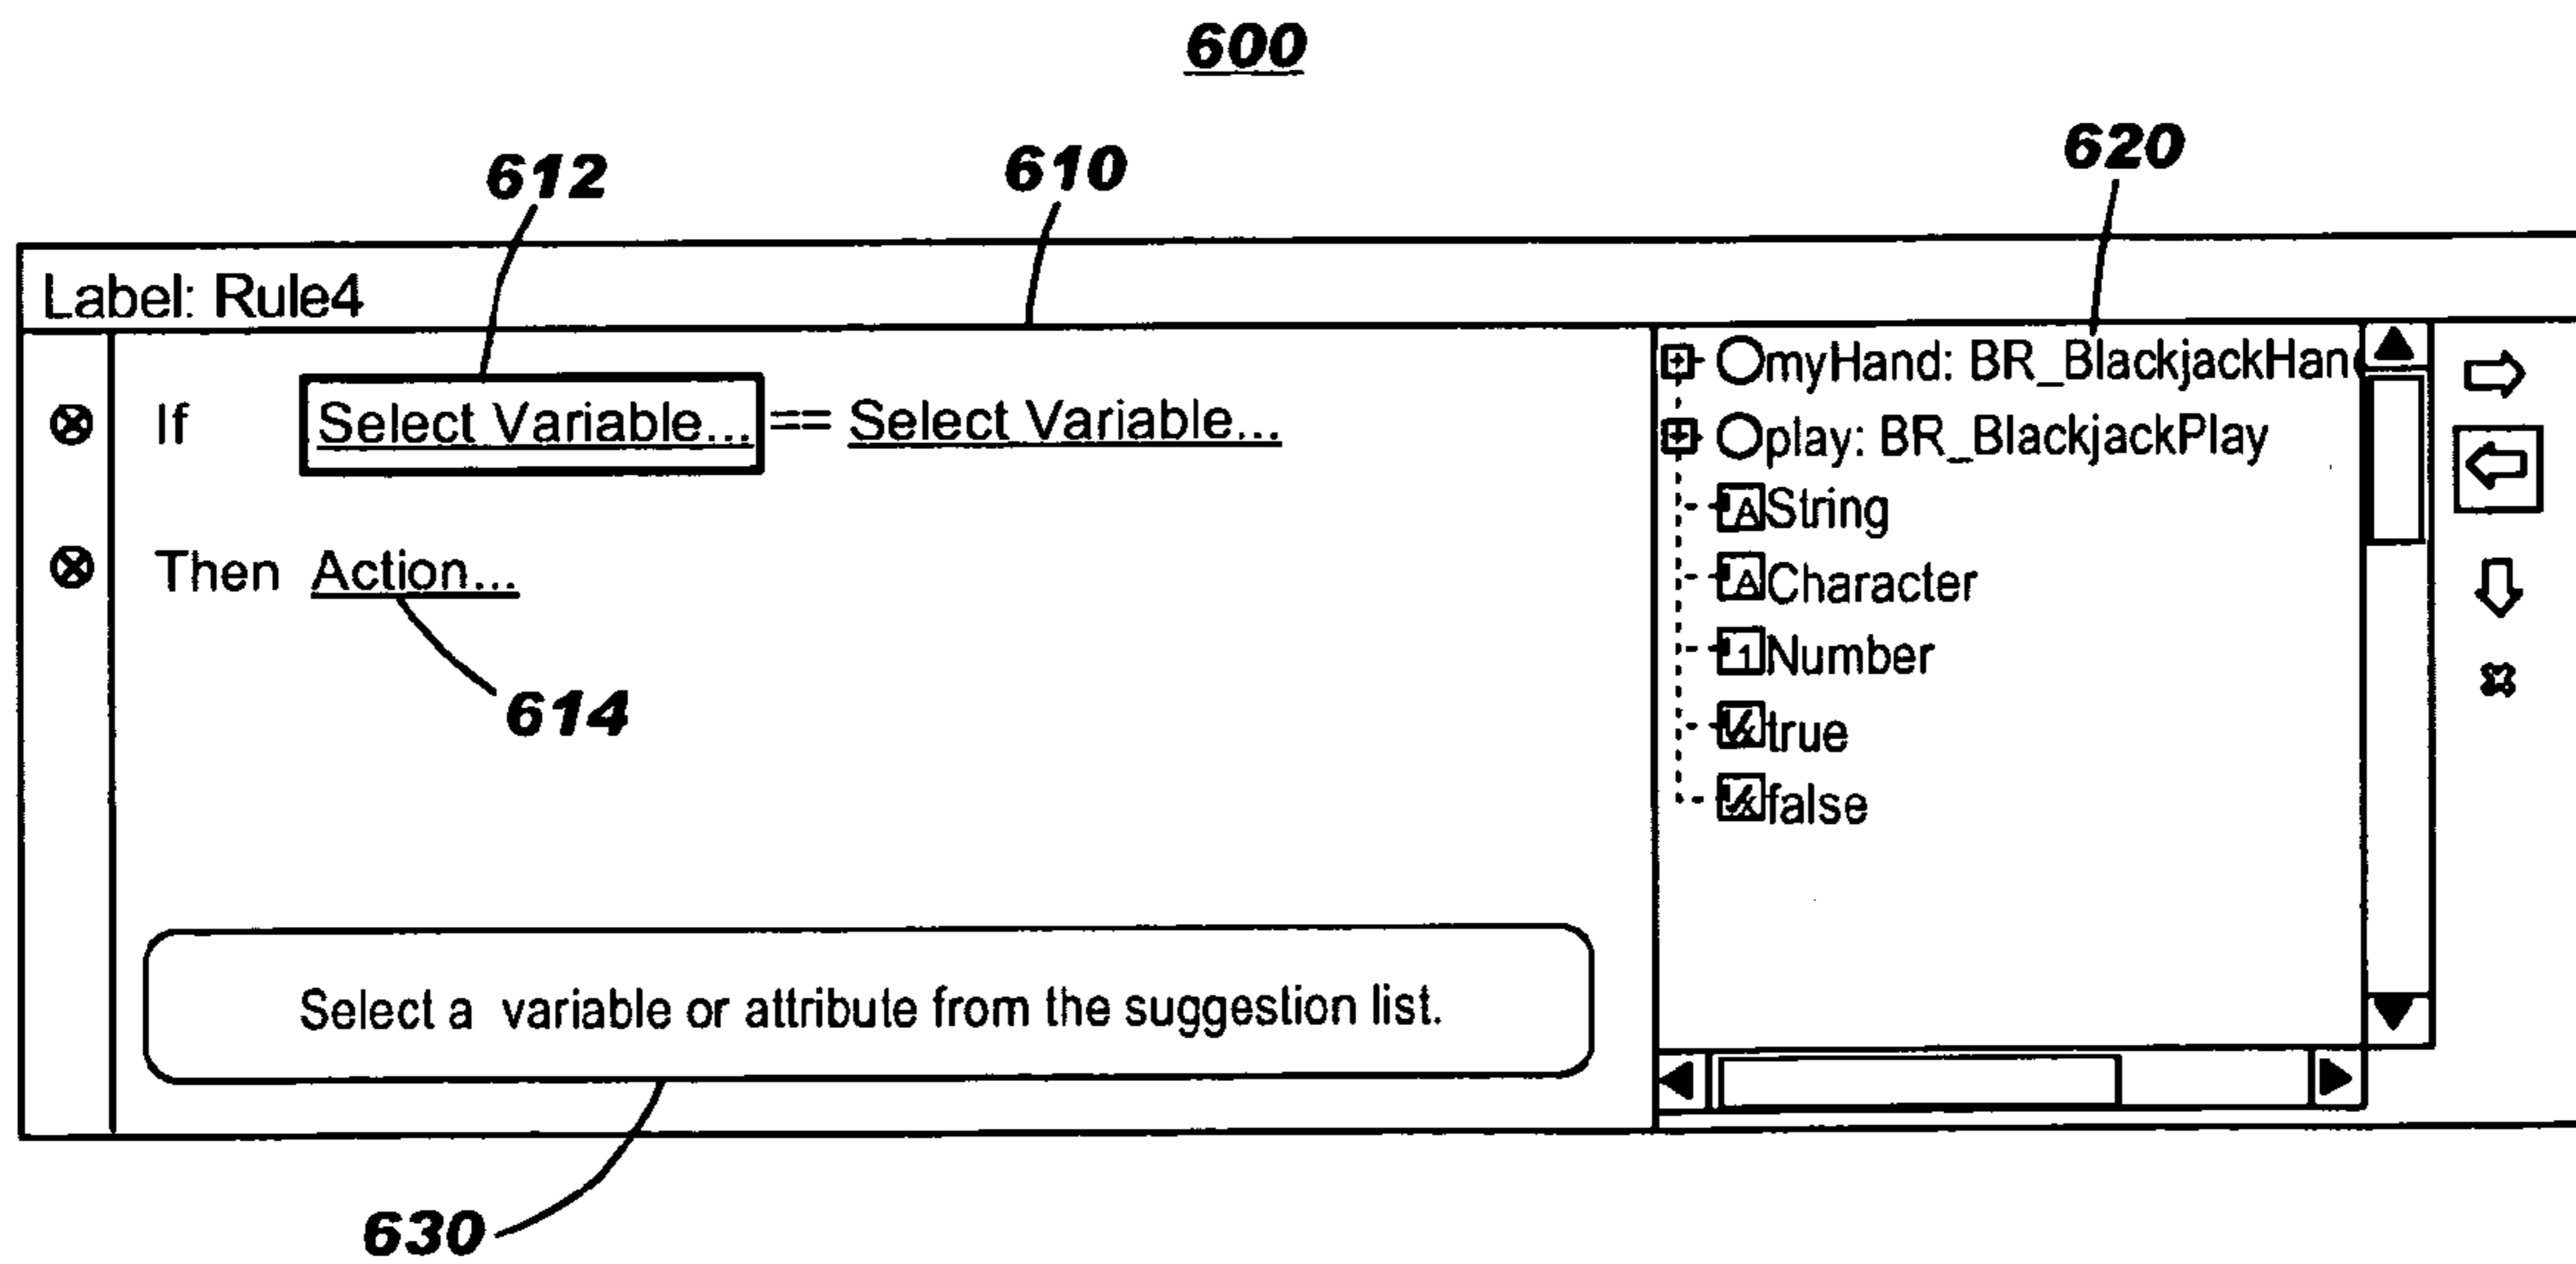 600
612
610
620
Label: Rule4
If Select Variable... == Select Variable...
Then Action...
614
myHand: BR_BlackjackHan
play: BR_BlackjackPlay
String
Character
Number
true
false
Select a variable or attribute from the suggestion list.
630